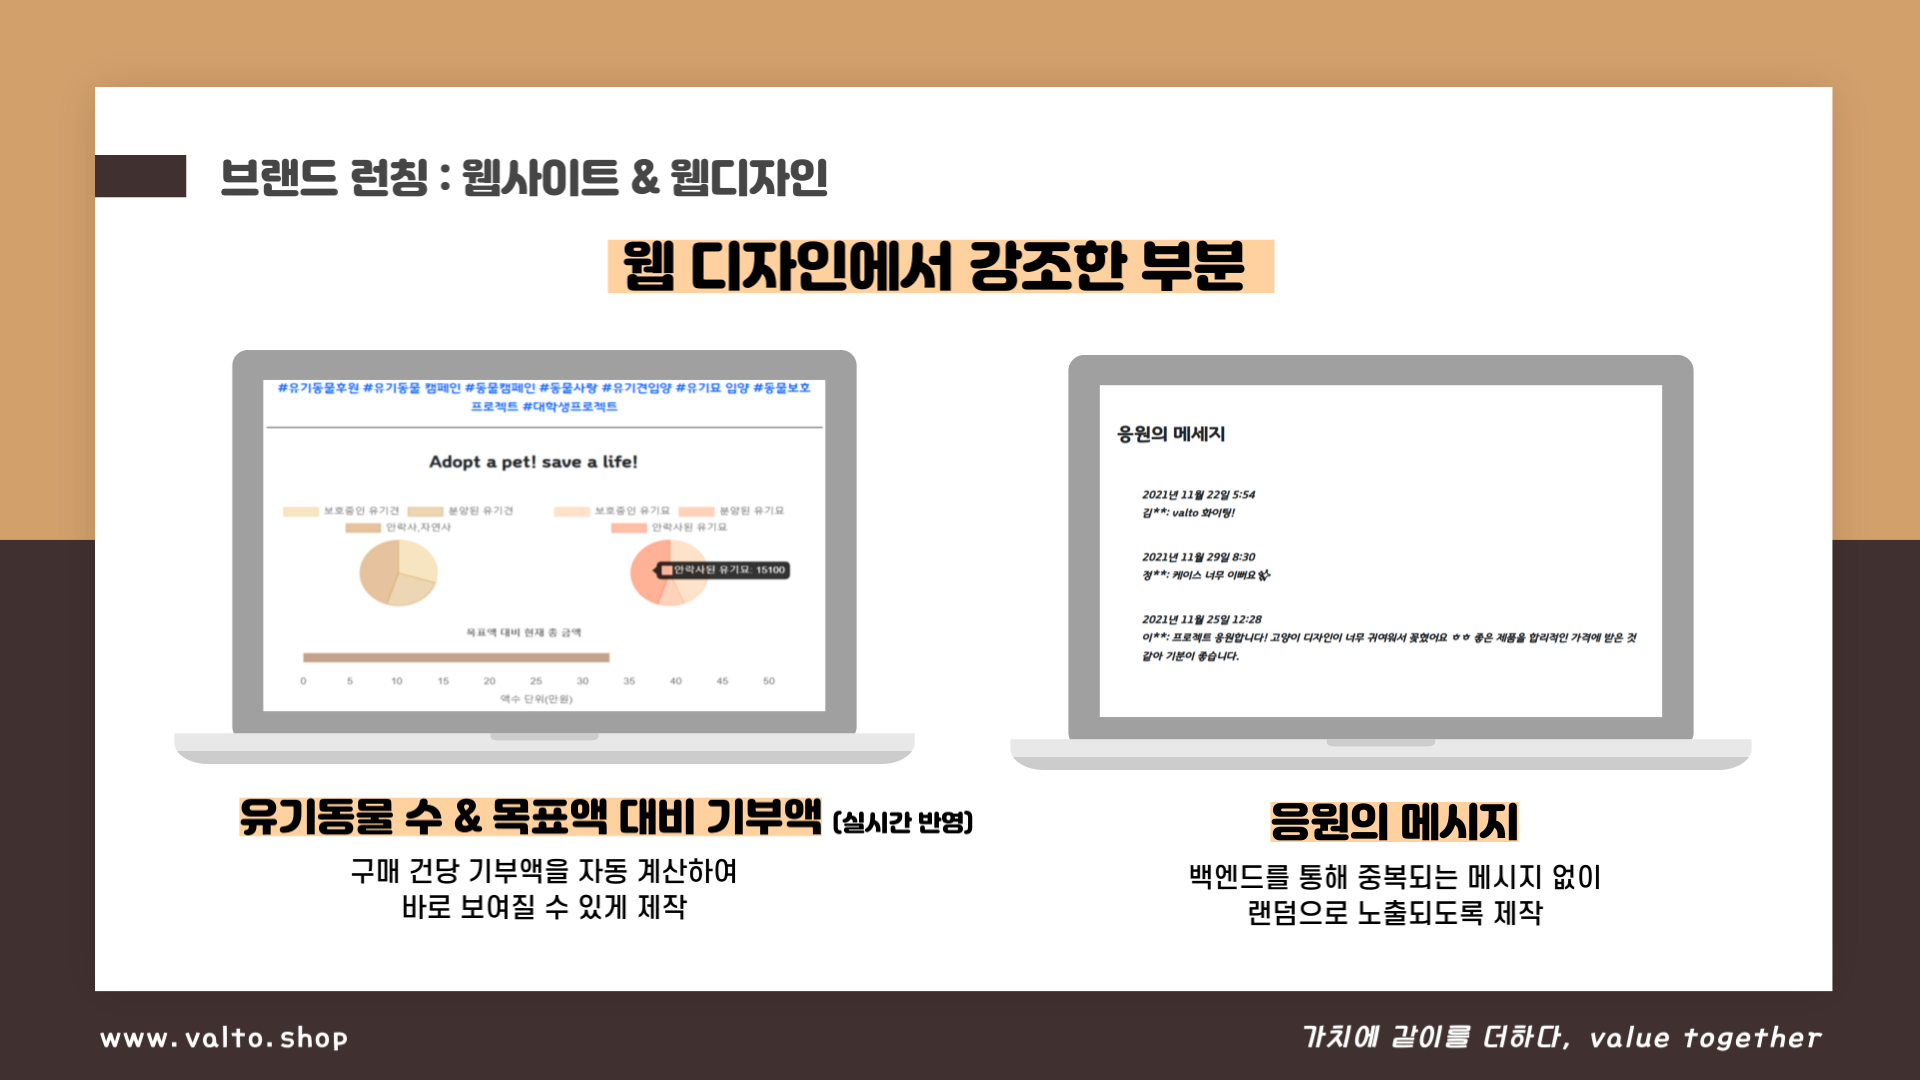 브랜드 런칭 : 웹사이트 & 웹디자인
웹 디자인에서 강조한 부분
#유기동물후원 #유기동물 캠페인 #동물캠페인 #동물사랑 #유기견입양 #유기묘 입양 #동물보호
프로젝트 #대학생프로젝트
Adopt a pet! save a life!
보호중인 유기견 분양된 유기견
안락사,자연사
보호중인 유기묘 분양된 유기묘
안락사된 유기묘
안락사된 유기묘: 15100
목표액 대비 현재 총 금액
0 5 10 15 20 25 30 35 40 45 50
액수 단위(만원)
유기동물 수 & 목표액 대비 기부액 (실시간 반영)
구매 건당 기부액을 자동 계산하여
바로 보여질 수 있게 제작
응원의 메세지
2021년 11월 22일 5:54
김**: valto 화이팅!
2021년 11월 29일 8:30
정**: 케이스 너무 이뻐요
2021년 11월 25일 12:28
이**: 프로젝트 응원합니다! 고양이 디자인이 너무 귀여워서 꽂혔어요 ㅎㅎ 좋은 제품을 합리적인 가격에 받은 것
같아 기분이 좋습니다.
응원의 메시지
백엔드를 통해 중복되는 메시지 없이
랜덤으로 노출되도록 제작
www.valto.shop
가치에 같이를 더하다, value together